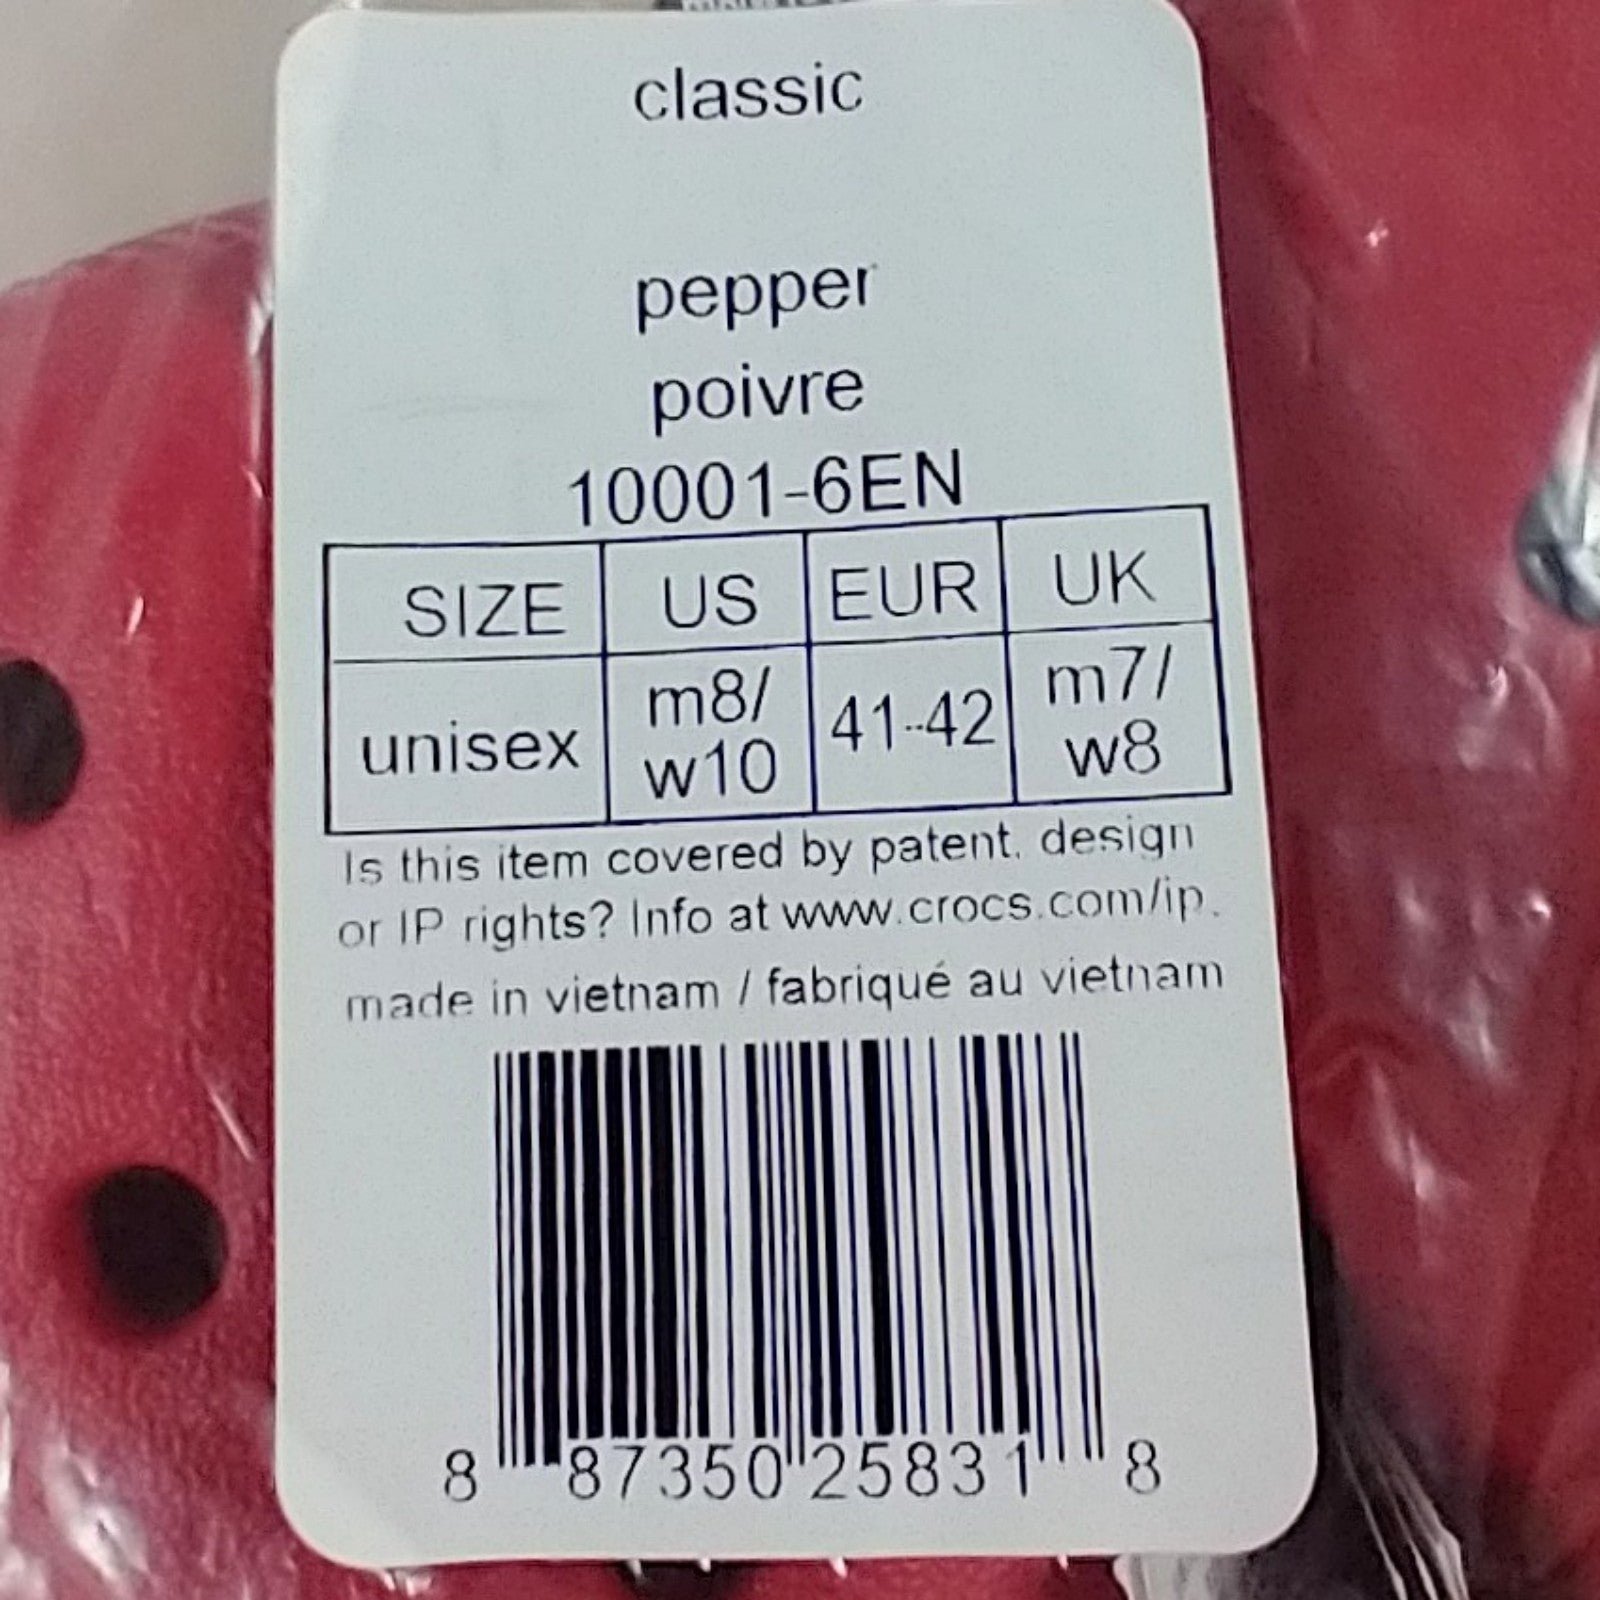 classic
pepper
poivre
10001-6EN
SIZE US EUR UK
unisex m8/ w10 41-42 m7/ w8
Is this item covered by patent, design
or IP rights? Info at www.crocs.com/ip.
made in vietnam / fabriqué au vietnam
8 87350 25831 8